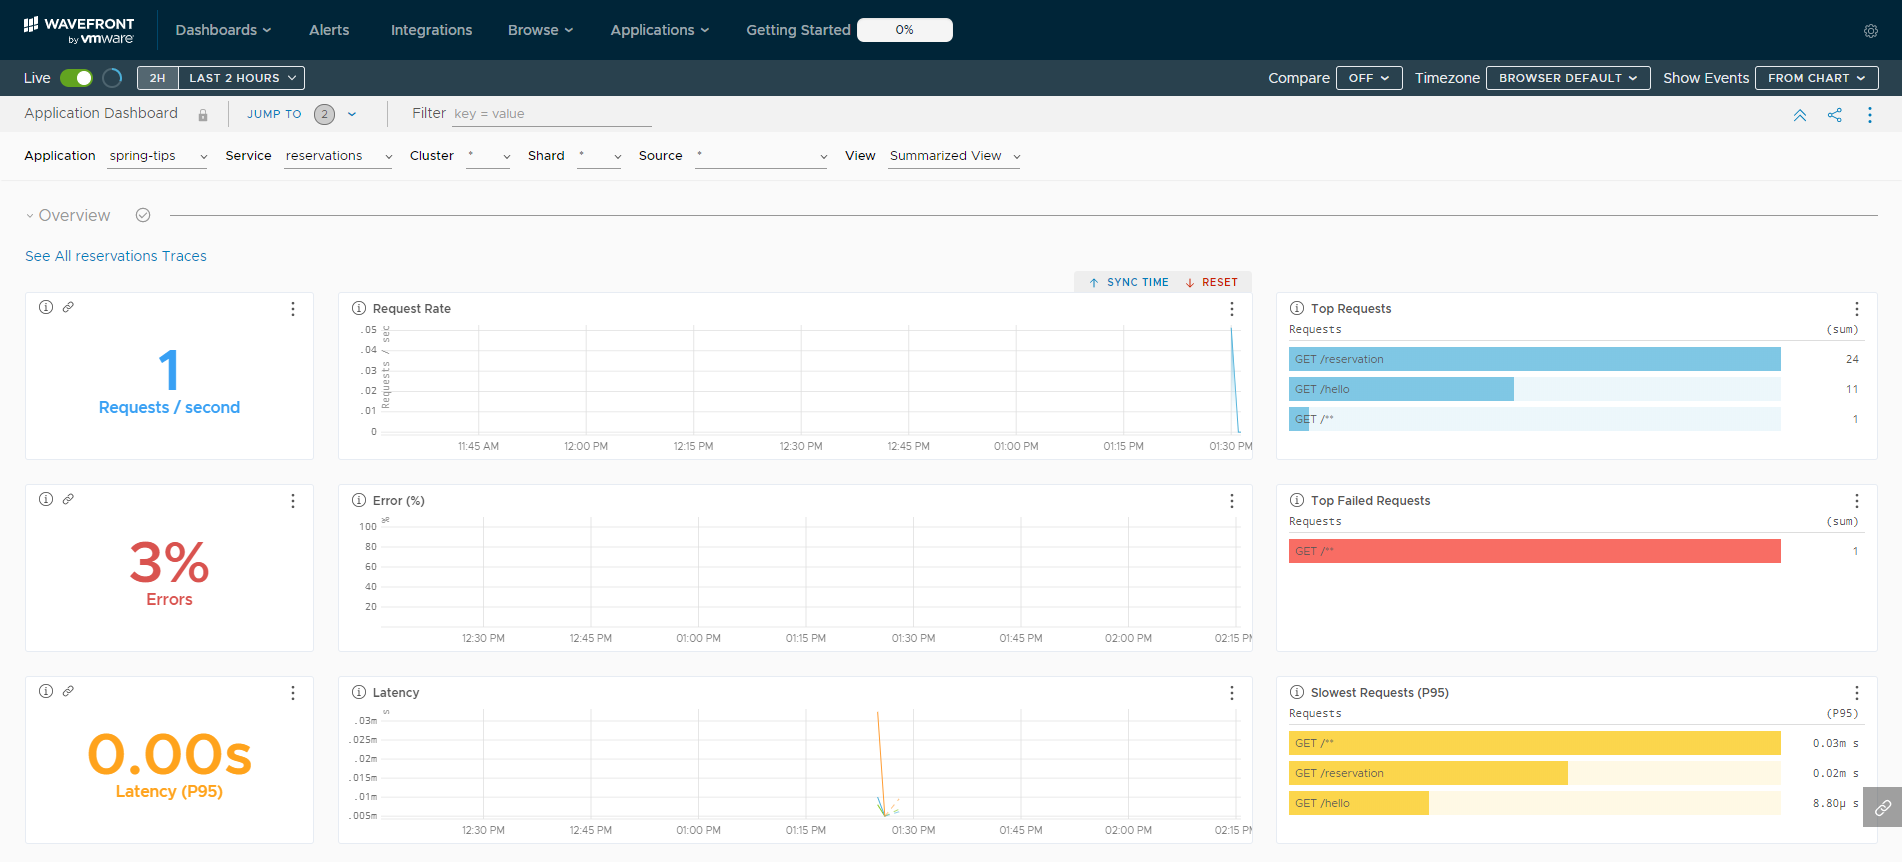 WAVEFRONT
by vmware
Dashboards Alerts Integrations Browse Applications Getting Started 0%
Live 2H LAST 2 HOURS Compare OFF Timezone BROWSER DEFAULT Show Events FROM CHART
Application Dashboard JUMP TO 2 Filter key = value
Application spring-tips Service reservations Cluster * Shard * Source * View Summarized View
Overview
See All reservations Traces
SYNC TIME RESET
1
Requests / second
Request Rate
Requests / sec
.05
.04
.03
.02
.01
0
11:45 AM 12:00 PM 12:15 PM 12:30 PM 12:45 PM 01:00 PM 01:15 PM 01:30 PM
Top Requests
Requests (sum)
GET /reservation 24
GET /hello 11
GET /** 1
3%
Errors
Error (%)
%
100
80
60
40
20
12:30 PM 12:45 PM 01:00 PM 01:15 PM 01:30 PM 01:45 PM 02:00 PM 02:15 PM
Top Failed Requests
Requests (sum)
GET /** 1
0.00s
Latency (P95)
Latency
s
.03m
.025m
.02m
.015m
.01m
.005m
12:30 PM 12:45 PM 01:00 PM 01:15 PM 01:30 PM 01:45 PM 02:00 PM 02:15 PM
Slowest Requests (P95)
Requests (P95)
GET /** 0.03m s
GET /reservation 0.02m s
GET /hello 8.80µ s